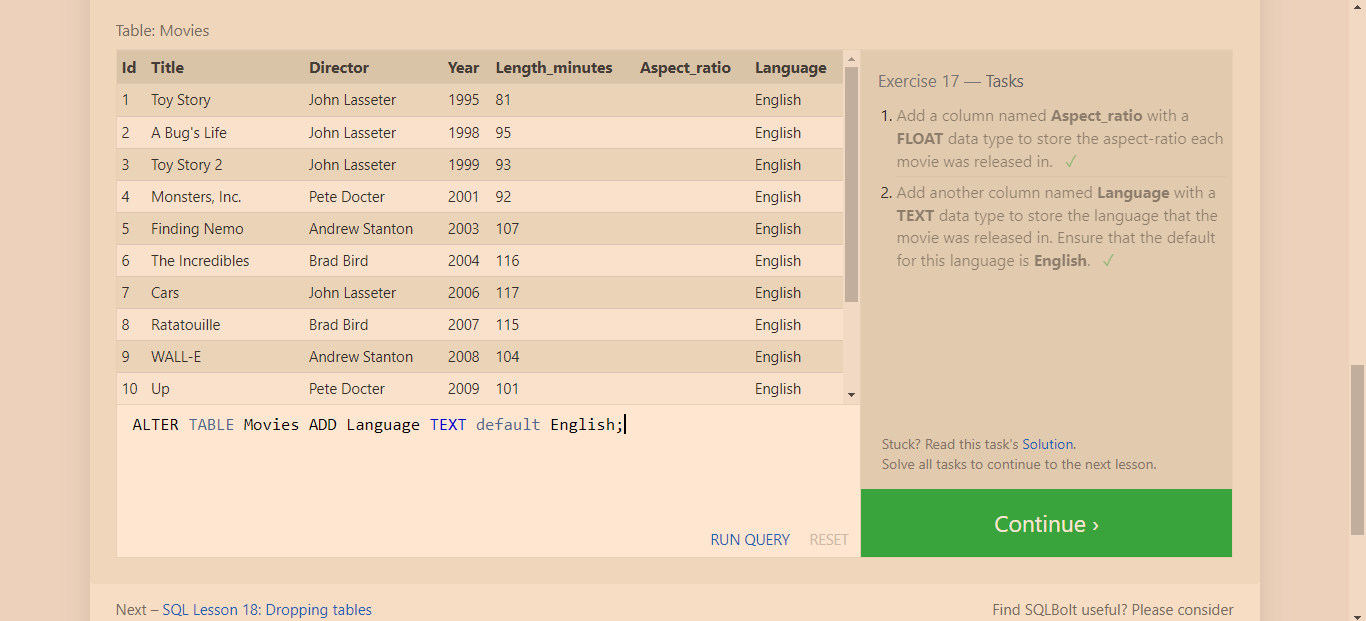 Table: Movies
Id Title Director Year Length_minutes Aspect_ratio Language
1 Toy Story John Lasseter 1995 81 English
2 A Bug's Life John Lasseter 1998 95 English
3 Toy Story 2 John Lasseter 1999 93 English
4 Monsters, Inc. Pete Docter 2001 92 English
5 Finding Nemo Andrew Stanton 2003 107 English
6 The Incredibles Brad Bird 2004 116 English
7 Cars John Lasseter 2006 117 English
8 Ratatouille Brad Bird 2007 115 English
9 WALL-E Andrew Stanton 2008 104 English
10 Up Pete Docter 2009 101 English
ALTER TABLE Movies ADD Language TEXT default English;
RUN QUERY RESET
Exercise 17 — Tasks
1. Add a column named Aspect_ratio with a
FLOAT data type to store the aspect-ratio each
movie was released in. ✓
2. Add another column named Language with a
TEXT data type to store the language that the
movie was released in. Ensure that the default
for this language is English. ✓
Stuck? Read this task's Solution.
Solve all tasks to continue to the next lesson.
Continue ›
Next – SQL Lesson 18: Dropping tables
Find SQLBolt useful? Please consider